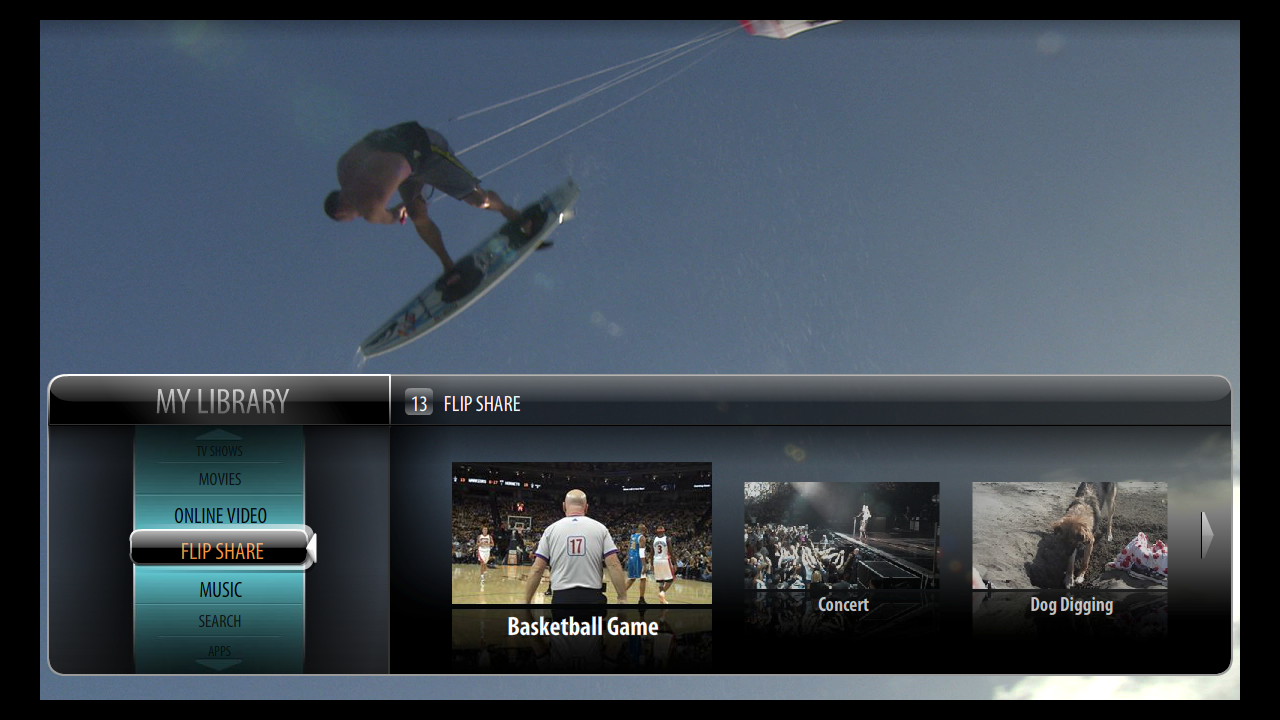 MY LIBRARY
13 FLIP SHARE
TV SHOWS
MOVIES
ONLINE VIDEO
FLIP SHARE
MUSIC
SEARCH
APPS
17
3
Basketball Game
Concert
Dog Digging